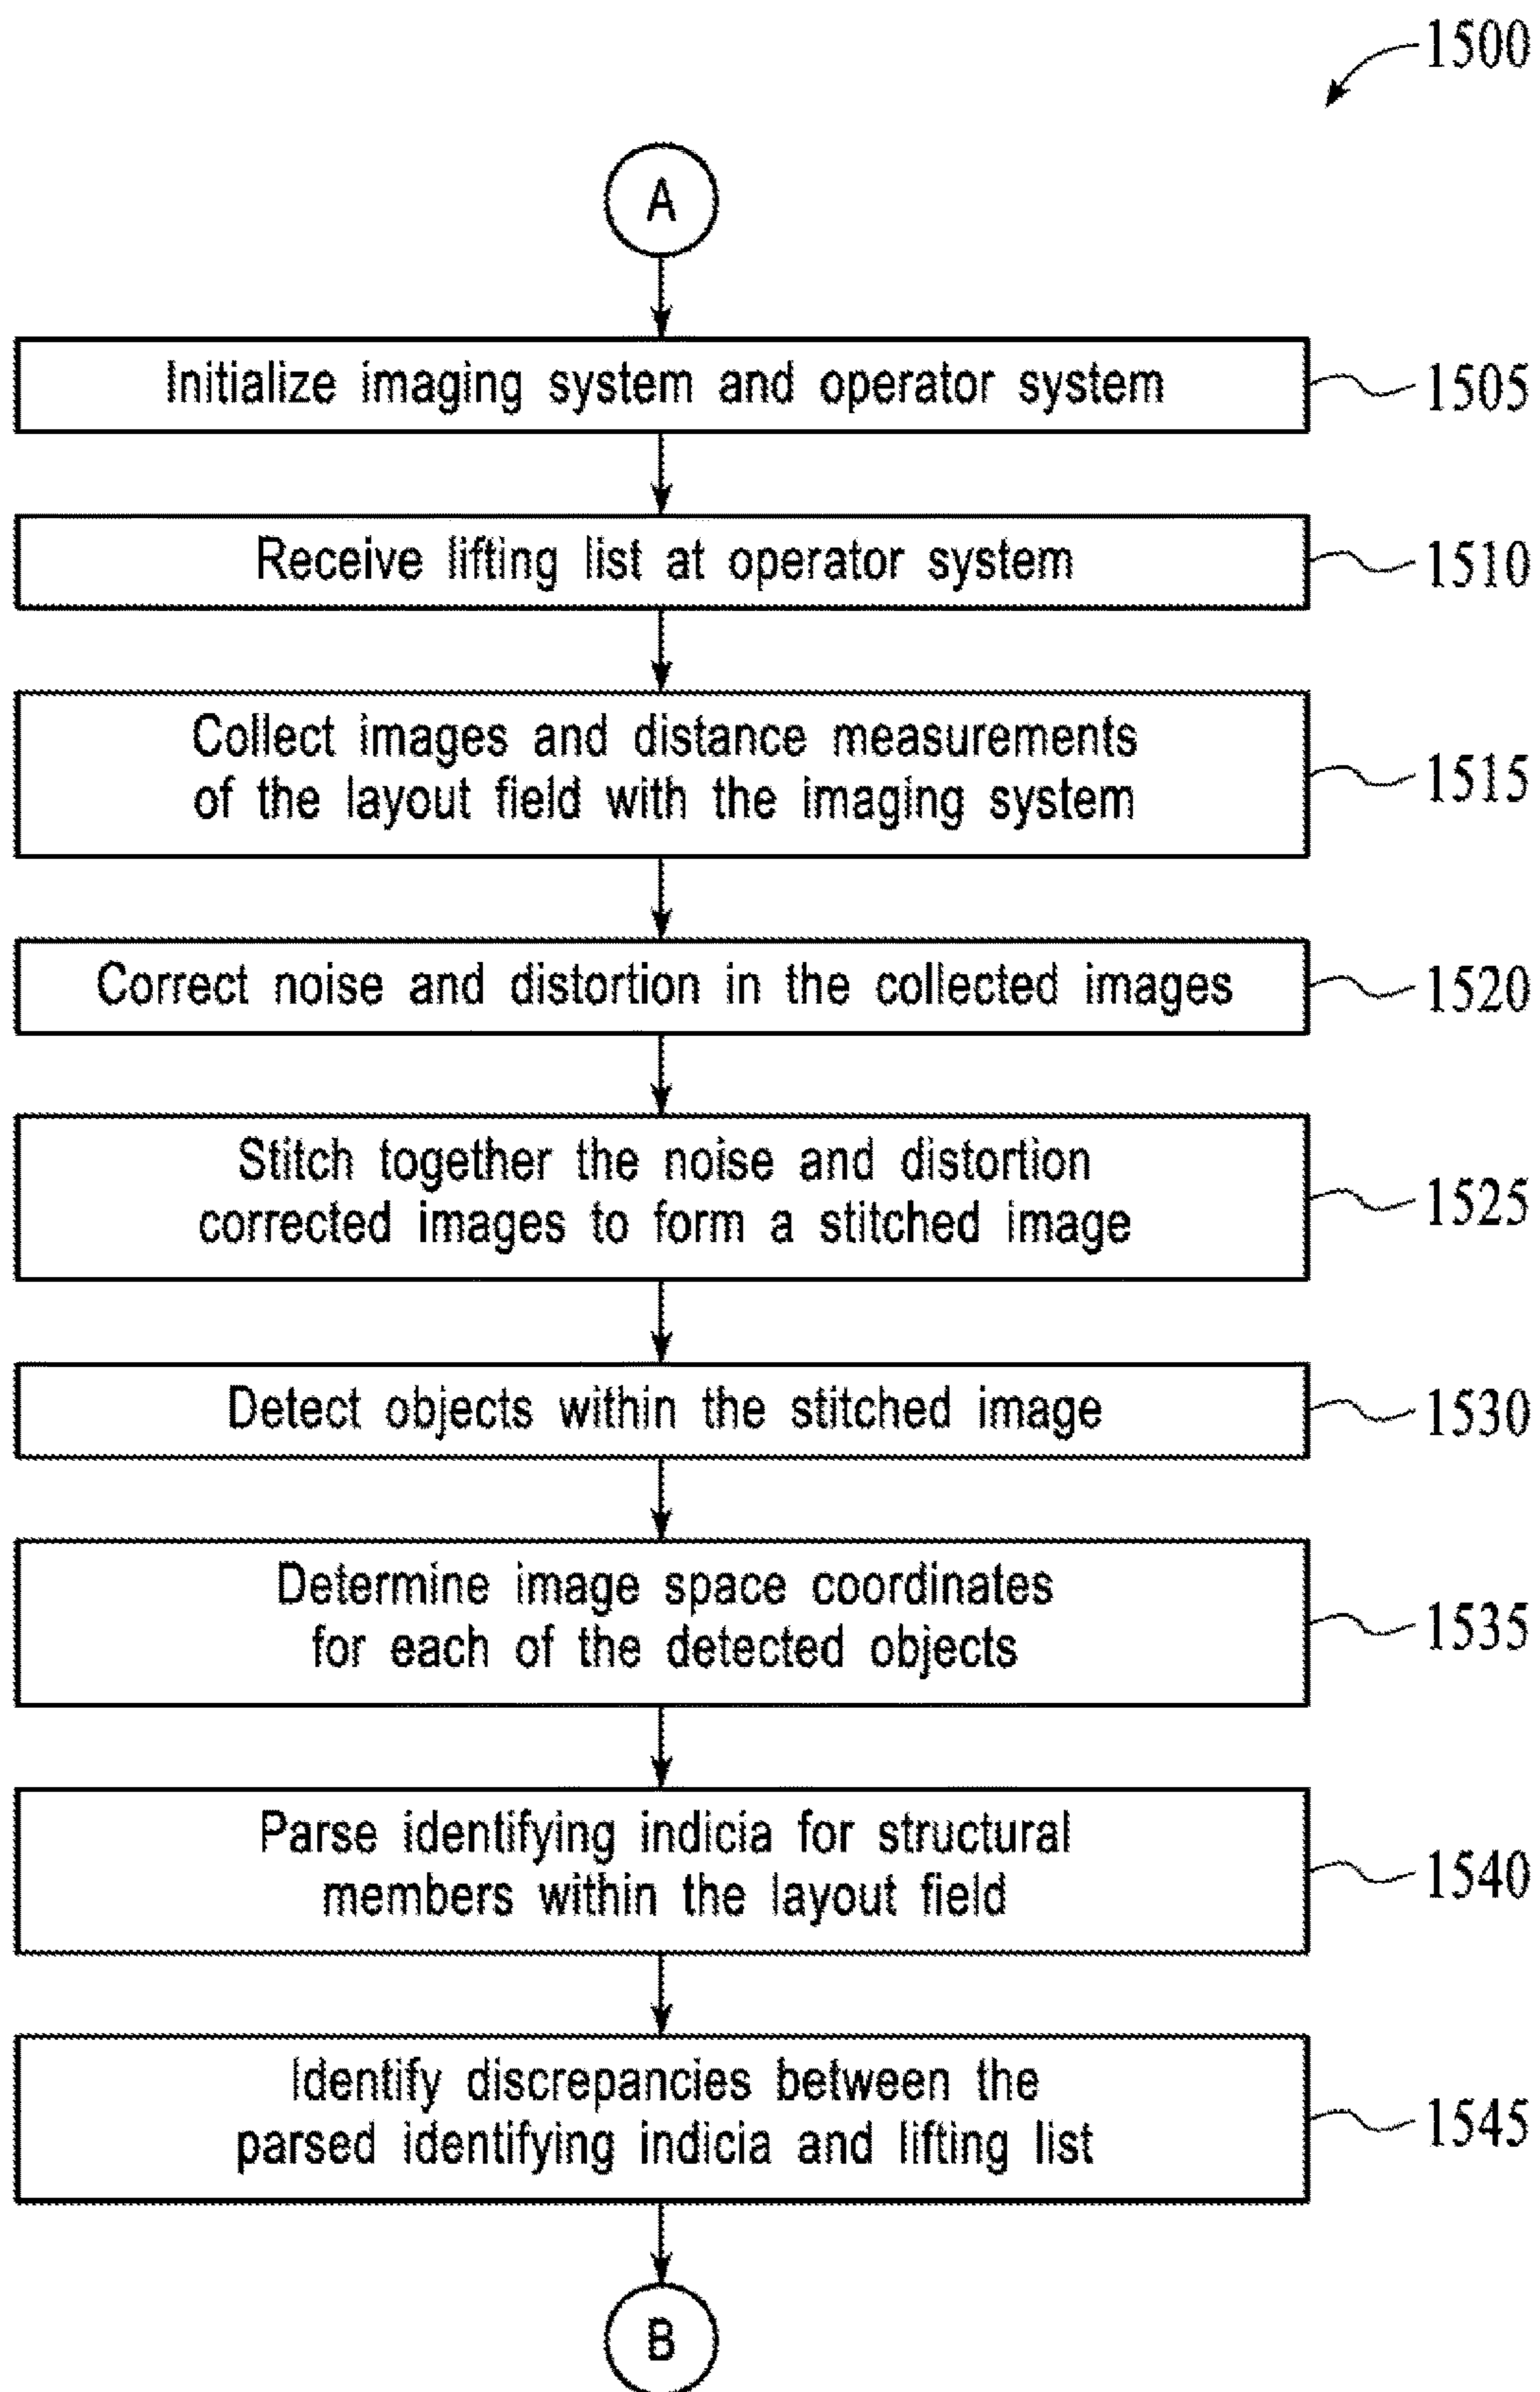 1500
A
Initialize imaging system and operator system
1505
Receive lifting list at operator system
1510
Collect images and distance measurements
of the layout field with the imaging system
1515
Correct noise and distortion in the collected images
1520
Stitch together the noise and distortion
corrected images to form a stitched image
1525
Detect objects within the stitched image
1530
Determine image space coordinates
for each of the detected objects
1535
Parse identifying indicia for structural
members within the layout field
1540
Identify discrepancies between the
parsed identifying indicia and lifting list
1545
B